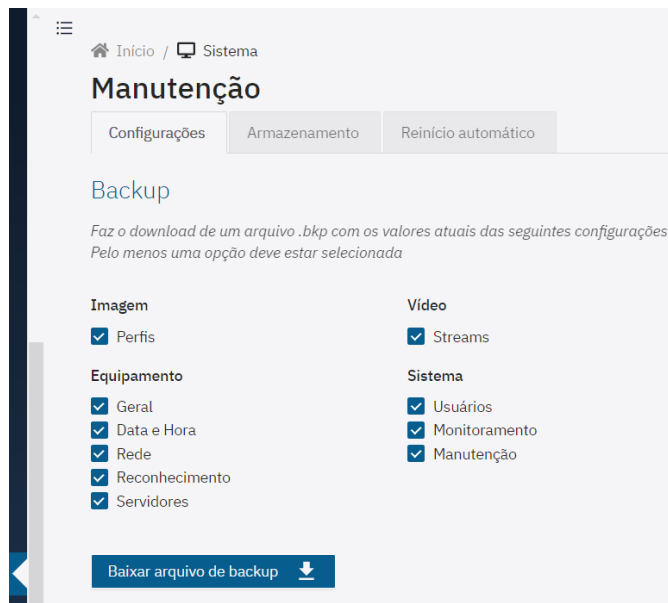 Início / Sistema
Manutenção
Configurações Armazenamento Reinício automático
Backup
Faz o download de um arquivo .bkp com os valores atuais das seguintes configurações
Pelo menos uma opção deve estar selecionada
Imagem Vídeo
Perfis Streams
Equipamento Sistema
Geral Usuários
Data e Hora Monitoramento
Rede Manutenção
Reconhecimento
Servidores
Baixar arquivo de backup